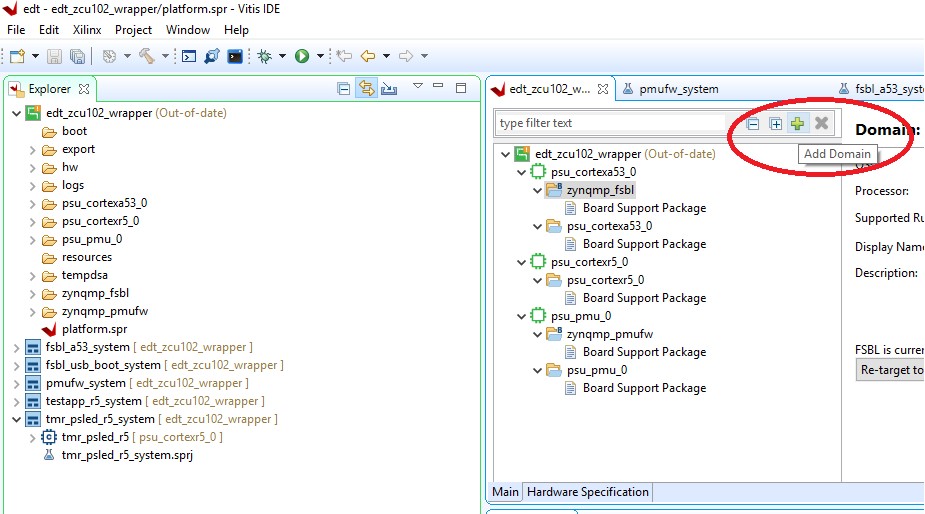 edt - edt_zcu102_wrapper/platform.spr - Vitis IDE
File Edit Xilinx Project Window Help
Explorer
edt_zcu102_wrapper (Out-of-date)
boot
export
hw
logs
psu_cortexa53_0
psu_cortexr5_0
psu_pmu_0
resources
tempdsa
zynqmp_fsbl
zynqmp_pmufw
platform.spr
fsbl_a53_system [ edt_zcu102_wrapper ]
fsbl_usb_boot_system [ edt_zcu102_wrapper ]
pmufw_system [ edt_zcu102_wrapper ]
testapp_r5_system [ edt_zcu102_wrapper ]
tmr_psled_r5_system [ edt_zcu102_wrapper ]
tmr_psled_r5 [ psu_cortexr5_0 ]
tmr_psled_r5_system.sprj
edt_zcu102_w... pmufw_system fsbl_a53_syste
type filter text
Add Domain
edt_zcu102_wrapper (Out-of-date)
psu_cortexa53_0
zynqmp_fsbl
Board Support Package
psu_cortexa53_0
Board Support Package
psu_cortexr5_0
psu_cortexr5_0
Board Support Package
psu_pmu_0
zynqmp_pmufw
Board Support Package
psu_pmu_0
Board Support Package
Main Hardware Specification
Domain:
Processor:
Supported Ru
Display Name
Description:
FSBL is curren
Re-target to